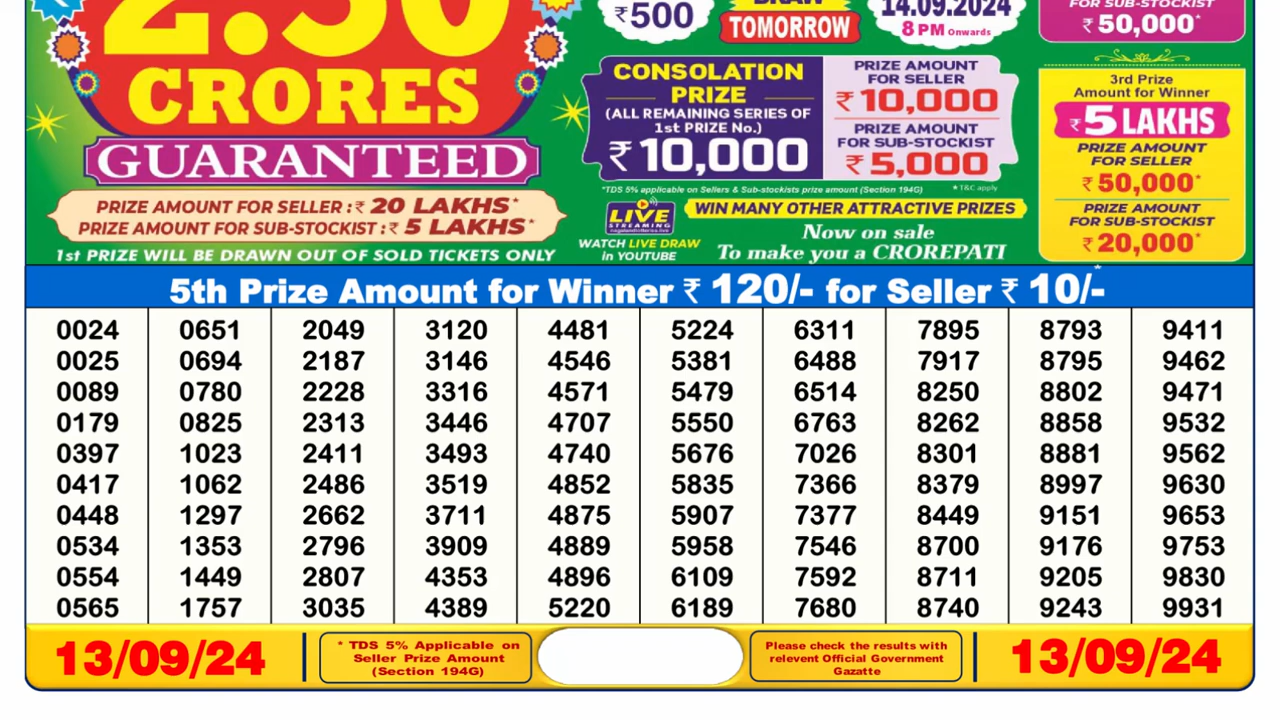 2.50
CRORES
GUARANTEED
PRIZE AMOUNT FOR SELLER :₹ 20 LAKHS*
PRIZE AMOUNT FOR SUB-STOCKIST :₹ 5 LAKHS*
1st PRIZE WILL BE DRAWN OUT OF SOLD TICKETS ONLY
₹500
DRAW
TOMORROW
14.09.2024
8 PM Onwards
FOR SUB-STOCKIST
₹ 50,000*
CONSOLATION
PRIZE
(ALL REMAINING SERIES OF
1st PRIZE No.)
₹ 10,000
PRIZE AMOUNT
FOR SELLER
₹ 10,000
PRIZE AMOUNT
FOR SUB-STOCKIST
₹ 5,000
*TDS 5% applicable on Sellers & Sub-stockists prize amount (Section 194G)
★T&C apply
LIVE
STREAMING
WATCH LIVE DRAW
in YOUTUBE
WIN MANY OTHER ATTRACTIVE PRIZES
Now on sale
To make you a CROREPATI
3rd Prize
Amount for Winner
₹5 LAKHS
PRIZE AMOUNT
FOR SELLER
₹ 50,000*
PRIZE AMOUNT
FOR SUB-STOCKIST
₹ 20,000*
5th Prize Amount for Winner ₹ 120/- for Seller ₹ 10/-*
0024 0651 2049 3120 4481 5224 6311 7895 8793 9411
0025 0694 2187 3146 4546 5381 6488 7917 8795 9462
0089 0780 2228 3316 4571 5479 6514 8250 8802 9471
0179 0825 2313 3446 4707 5550 6763 8262 8858 9532
0397 1023 2411 3493 4740 5676 7026 8301 8881 9562
0417 1062 2486 3519 4852 5835 7366 8379 8997 9630
0448 1297 2662 3711 4875 5907 7377 8449 9151 9653
0534 1353 2796 3909 4889 5958 7546 8700 9176 9753
0554 1449 2807 4353 4896 6109 7592 8711 9205 9830
0565 1757 3035 4389 5220 6189 7680 8740 9243 9931
13/09/24
* TDS 5% Applicable on
Seller Prize Amount
(Section 194G)
Please check the results with
relevent Official Government
Gazatte
13/09/24